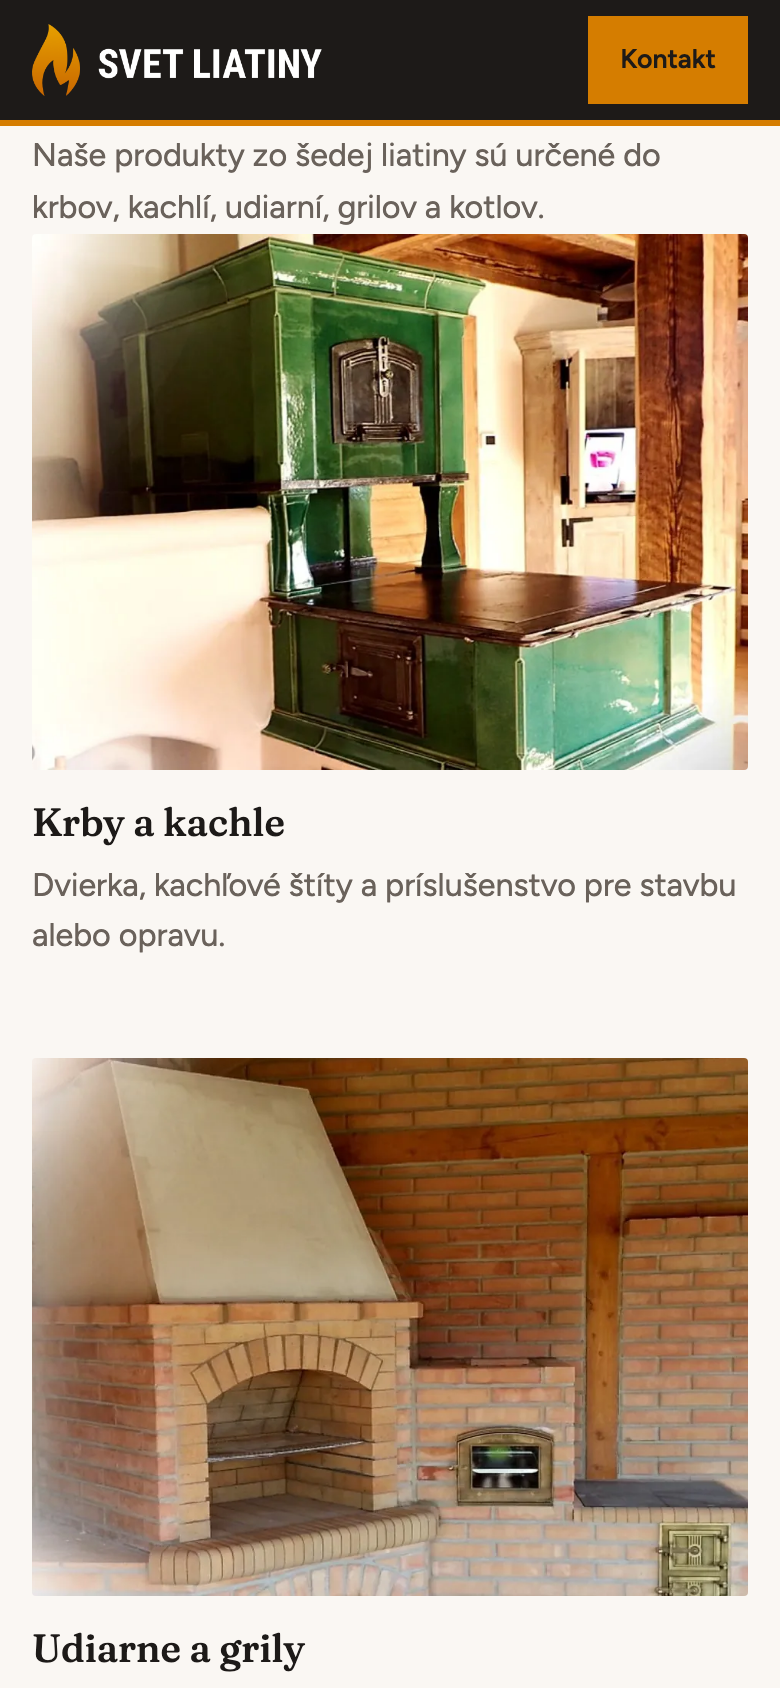 SVET LIATINY
Kontakt
Naše produkty zo šedej liatiny sú určené do
krbov, kachlí, udiarní, grilov a kotlov.
Krby a kachle
Dvierka, kachľové štíty a príslušenstvo pre stavbu
alebo opravu.
Udiarne a grily